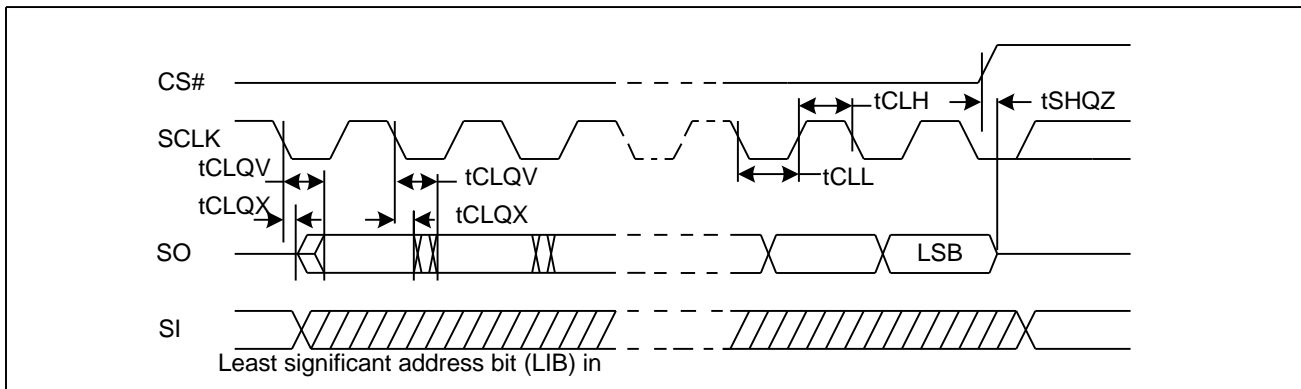 CS#
tCLH
tSHQZ
SCLK
tCLQV
tCLQV
tCLL
tCLQX
tCLQX
SO
LSB
SI
Least significant address bit (LIB) in